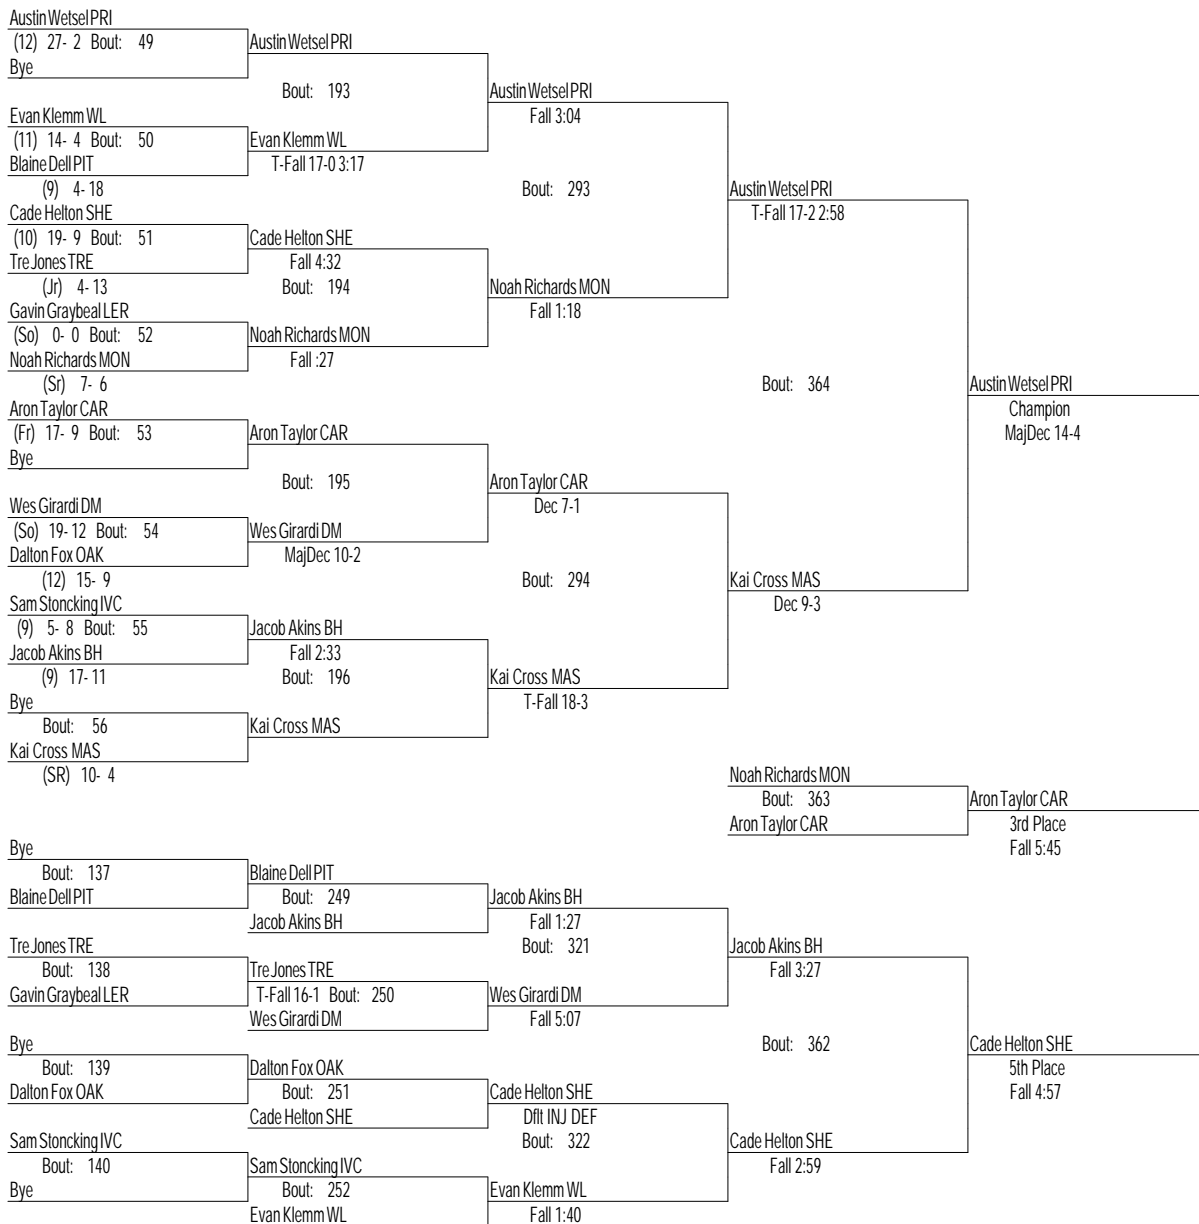 Austin Wetsel PRI
(12) 27- 2 Bout: 49
Bye
Evan Klemm WL
(11) 14- 4 Bout: 50
Blaine Dell PIT
(9) 4- 18
Cade Helton SHE
(10) 19- 9 Bout: 51
Tre Jones TRE
(Jr) 4- 13
Gavin Graybeal LER
(So) 0- 0 Bout: 52
Noah Richards MON
(Sr) 7- 6
Aron Taylor CAR
(Fr) 17- 9 Bout: 53
Bye
Wes Girardi DM
(So) 19- 12 Bout: 54
Dalton Fox OAK
(12) 15- 9
Sam Stoncking IVC
(9) 5- 8 Bout: 55
Jacob Akins BH
(9) 17- 11
Bye
Bout: 56
Kai Cross MAS
(SR) 10- 4
Austin Wetsel PRI
Bout: 193
Evan Klemm WL
T-Fall 17-0 3:17
Cade Helton SHE
Fall 4:32
Bout: 194
Noah Richards MON
Fall :27
Aron Taylor CAR
Bout: 195
Wes Girardi DM
MajDec 10-2
Jacob Akins BH
Fall 2:33
Bout: 196
Kai Cross MAS
Austin Wetsel PRI
Fall 3:04
Bout: 293
Noah Richards MON
Fall 1:18
Aron Taylor CAR
Dec 7-1
Bout: 294
Kai Cross MAS
T-Fall 18-3
Austin Wetsel PRI
T-Fall 17-2 2:58
Bout: 364
Kai Cross MAS
Dec 9-3
Austin Wetsel PRI
Champion
MajDec 14-4
Noah Richards MON
Bout: 363
Aron Taylor CAR
Aron Taylor CAR
3rd Place
Fall 5:45
Bye
Bout: 137
Blaine Dell PIT
Tre Jones TRE
Bout: 138
Gavin Graybeal LER
Bye
Bout: 139
Dalton Fox OAK
Sam Stoncking IVC
Bout: 140
Bye
Blaine Dell PIT
Bout: 249
Jacob Akins BH
Tre Jones TRE
T-Fall 16-1 Bout: 250
Wes Girardi DM
Dalton Fox OAK
Bout: 251
Cade Helton SHE
Sam Stoncking IVC
Bout: 252
Evan Klemm WL
Jacob Akins BH
Fall 1:27
Bout: 321
Wes Girardi DM
Fall 5:07
Cade Helton SHE
Dflt INJ DEF
Bout: 322
Evan Klemm WL
Fall 1:40
Jacob Akins BH
Fall 3:27
Bout: 362
Cade Helton SHE
Fall 2:59
Cade Helton SHE
5th Place
Fall 4:57